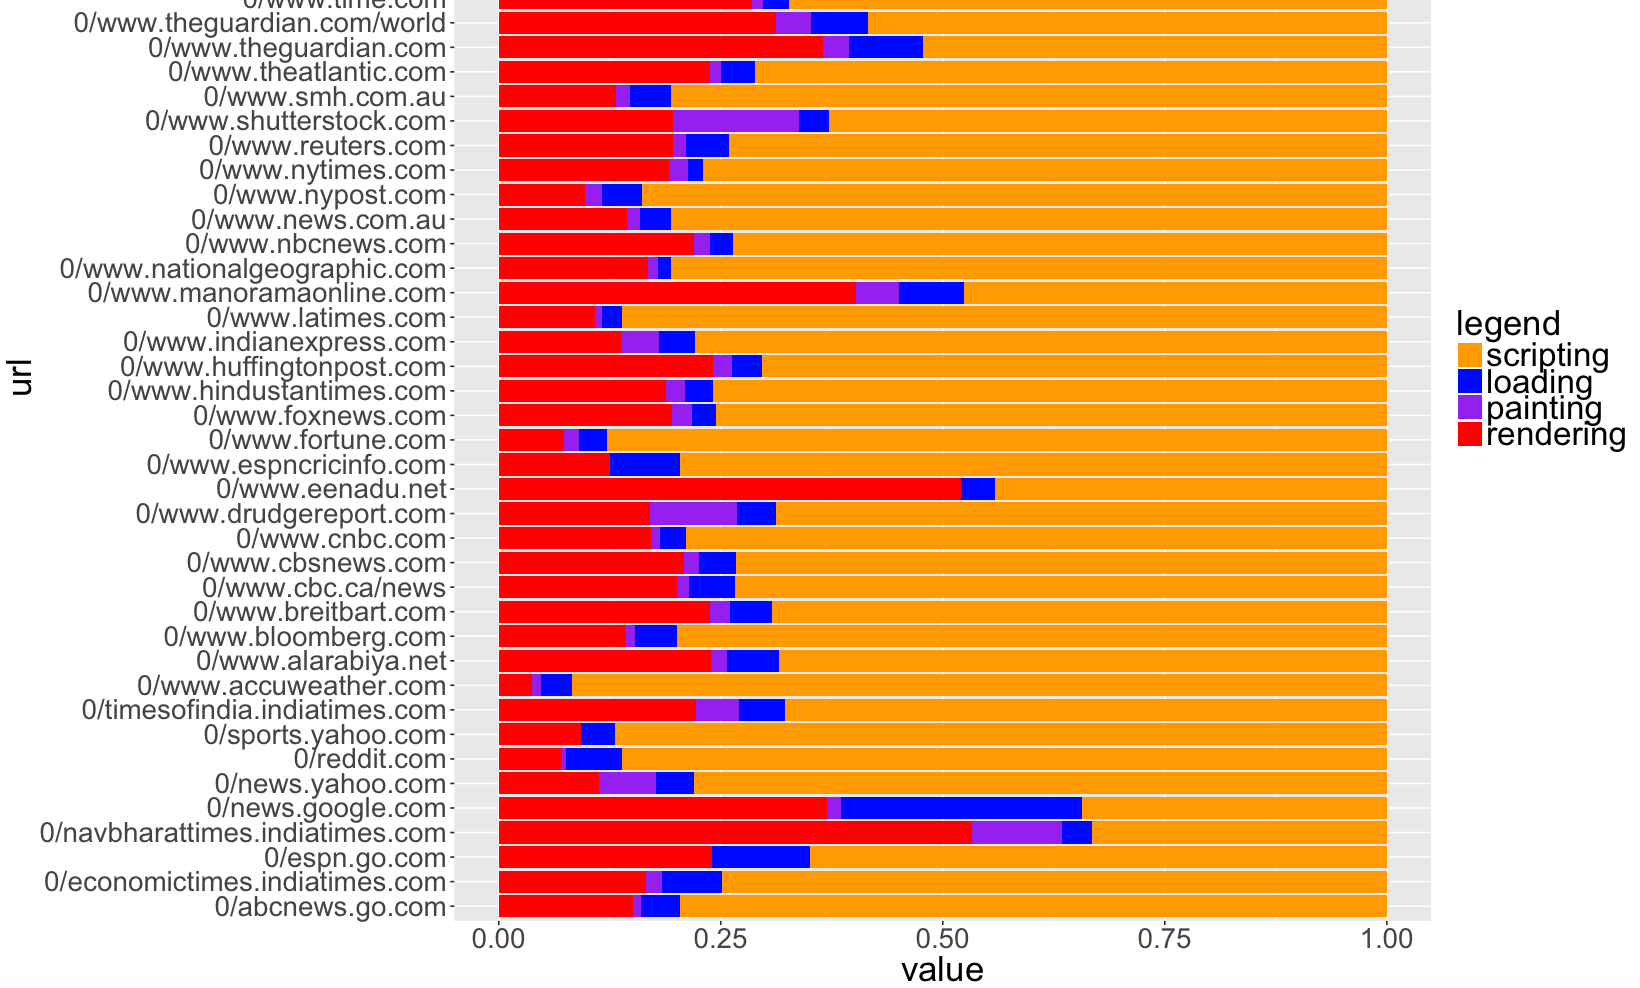 0/www.time.com
0/www.theguardian.com/world
0/www.theguardian.com
0/www.theatlantic.com
0/www.smh.com.au
0/www.shutterstock.com
0/www.reuters.com
0/www.nytimes.com
0/www.nypost.com
0/www.news.com.au
0/www.nbcnews.com
0/www.nationalgeographic.com
0/www.manoramaonline.com
0/www.latimes.com
0/www.indianexpress.com
0/www.huffingtonpost.com
0/www.hindustantimes.com
0/www.foxnews.com
0/www.fortune.com
0/www.espncricinfo.com
0/www.eenadu.net
0/www.drudgereport.com
0/www.cnbc.com
0/www.cbsnews.com
0/www.cbc.ca/news
0/www.breitbart.com
0/www.bloomberg.com
0/www.alarabiya.net
0/www.accuweather.com
0/timesofindia.indiatimes.com
0/sports.yahoo.com
0/reddit.com
0/news.yahoo.com
0/news.google.com
0/navbharattimes.indiatimes.com
0/espn.go.com
0/economictimes.indiatimes.com
0/abcnews.go.com
url
0.00 0.25 0.50 0.75 1.00
value
legend
scripting
loading
painting
rendering